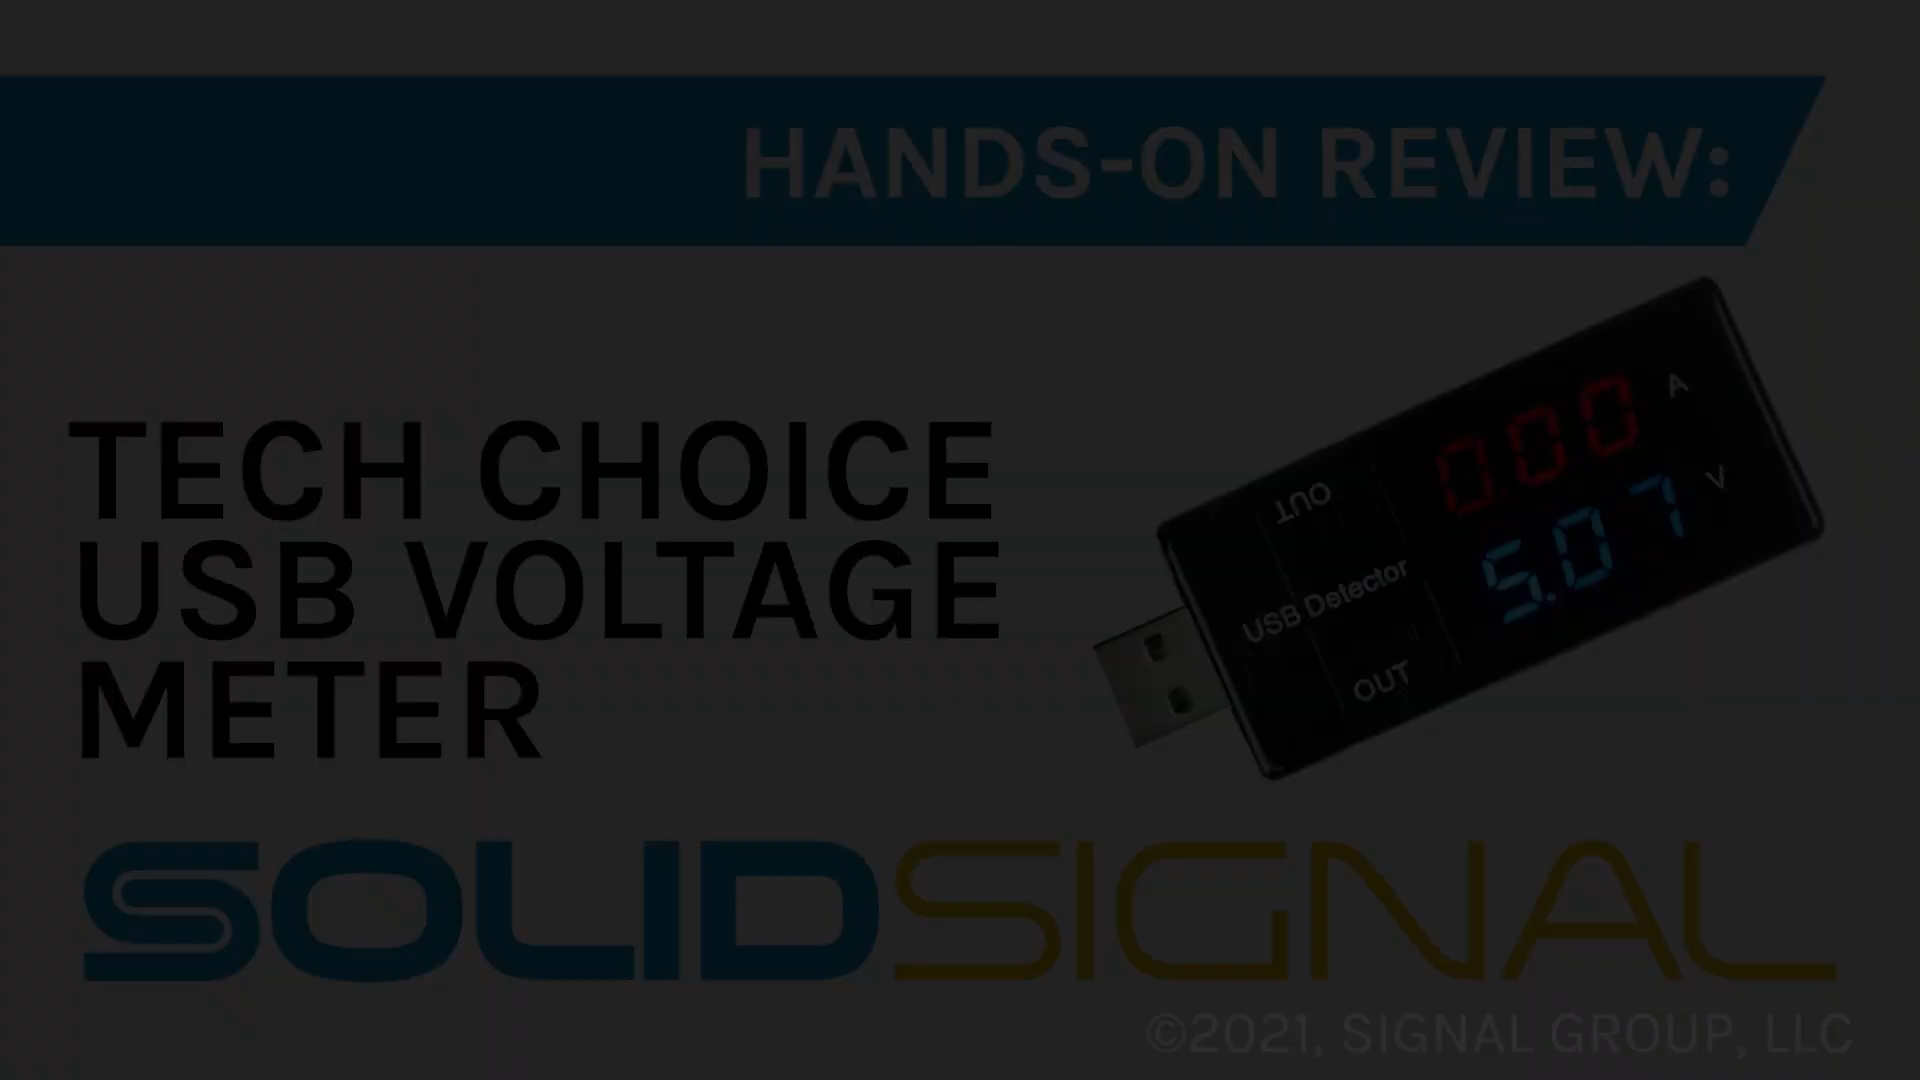 HANDS-ON REVIEW:
TECH CHOICE
USB VOLTAGE
METER
0.00 A
5.07 V
OUT
USB Detector
OUT
SOLIDSIGNAL
©2021, SIGNAL GROUP, LLC